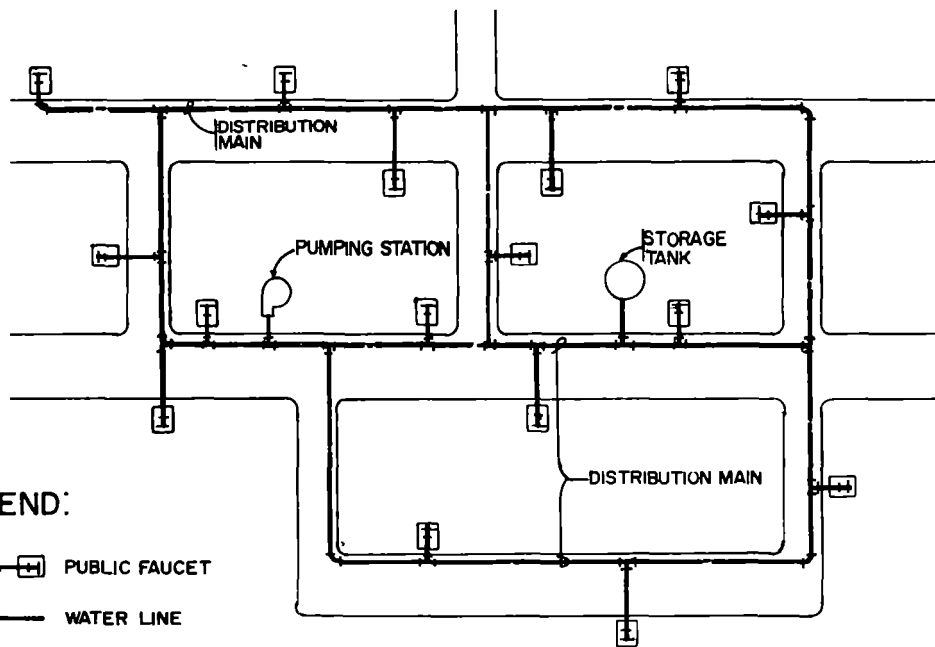 DISTRIBUTION
MAIN
PUMPING STATION
STORAGE
TANK
DISTRIBUTION MAIN
END:
PUBLIC FAUCET
WATER LINE